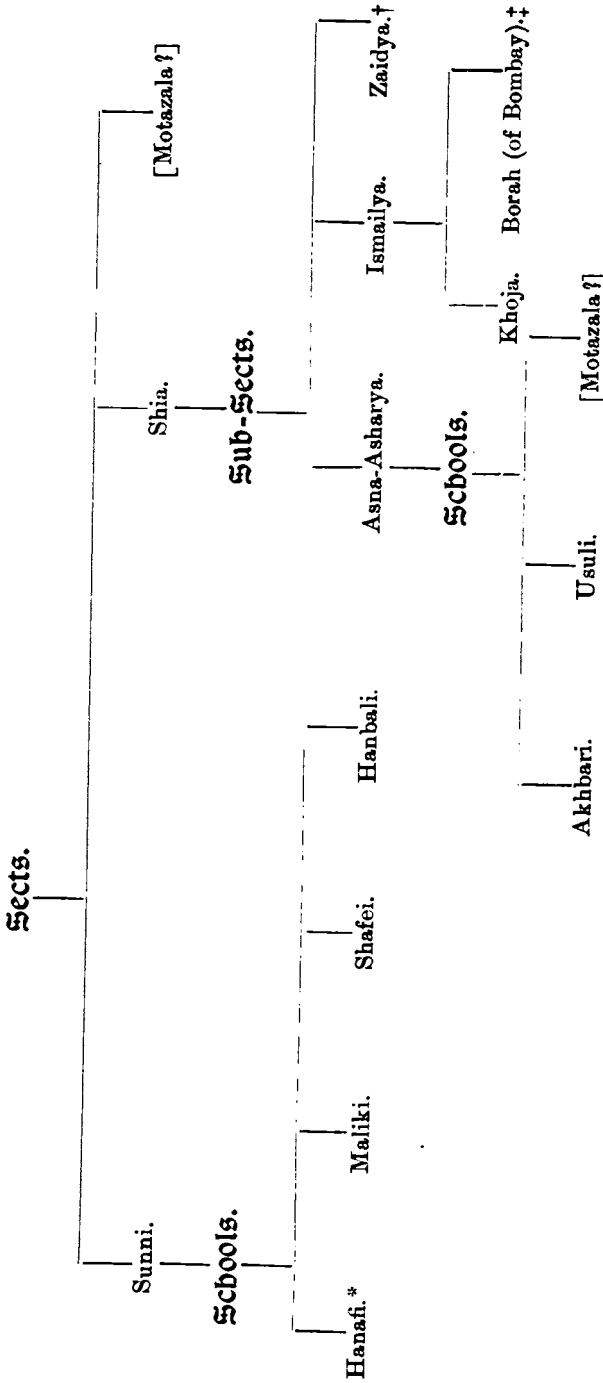 Sects.
Sunni.
Shia.
[Motazala ?]
Schools.
Sub-Sects.
Hanafi.*
Maliki.
Shafei.
Hanbali.
Asna-Asharya.
Ismailya.
Zaidya.†
Schools.
Khoja.
Borah (of Bombay).‡
Akhbari.
Usuli.
[Motazala ?]